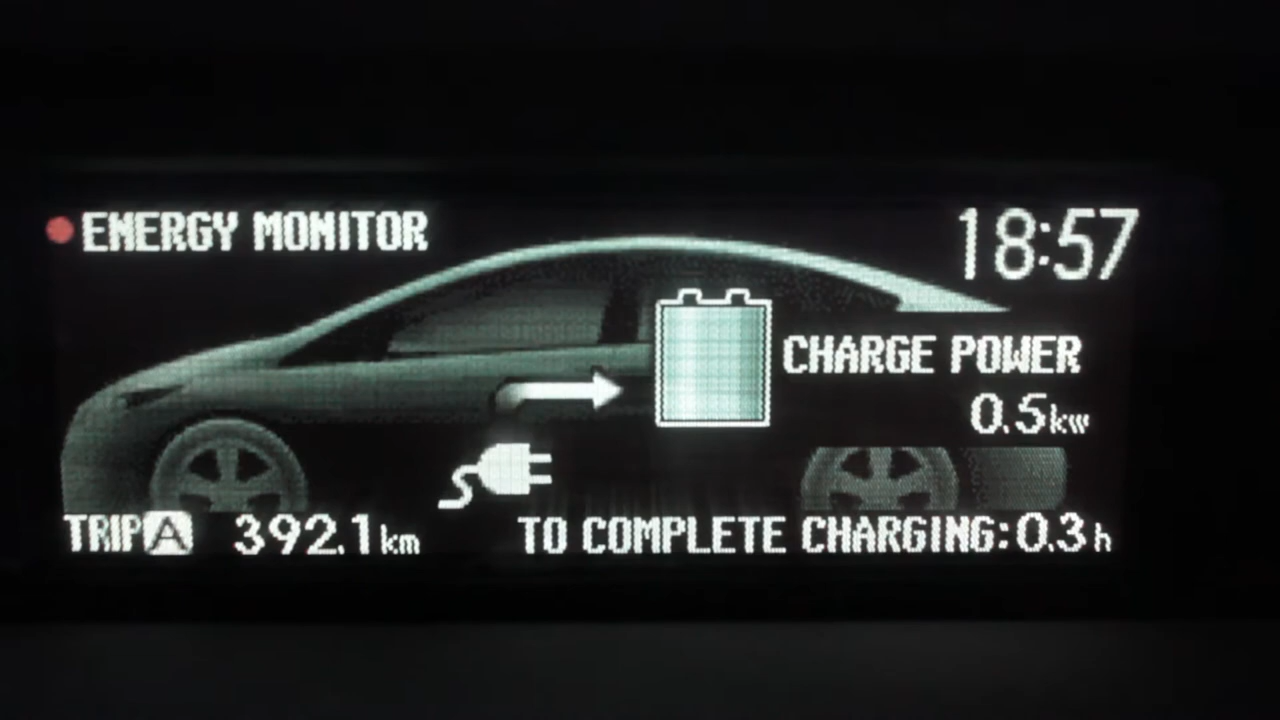 ENERGY MONITOR
18:57
CHARGE POWER
0.5kw
TRIP A 392.1km
TO COMPLETE CHARGING:0.3h